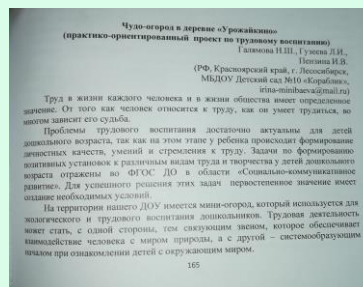 Чудо-огород в деревне «Урожайкино»
(практико-ориентированный проект по трудовому воспитанию)
Галямова Н.Ш., Гузеева Л.И.,
Пензина И.В.
(РФ, Красноярский край, г. Лесосибирск,
МБДОУ Детский сад №10 «Кораблик»,
irina-minibaeva@mail.ru)
Труд в жизни каждого человека и в жизни общества имеет определенное
значение. От того как человек относится к труду, как он умеет трудиться, во
многом зависит его судьба.
Проблемы трудового воспитания достаточно актуальны для детей
дошкольного возраста, так как на этом этапе у ребенка происходит формирование
личностных качеств, умений и стремления к труду. Задачи по формированию
позитивных установок к различным видам труда и творчества у детей дошкольного
возраста отражены во ФГОС ДО в области «Социально-коммуникативное
развитие». Для успешного решения этих задач первостепенное значение имеет
создание необходимых условий.
На территории нашего ДОУ имеется мини-огород, который используется для
экологического и трудового воспитания дошкольников. Трудовая деятельность
может стать, с одной стороны, тем связующим звеном, которое обеспечивает
взаимодействие человека с миром природы, а с другой – системообразующим
началом при ознакомлении детей с окружающим миром.
165